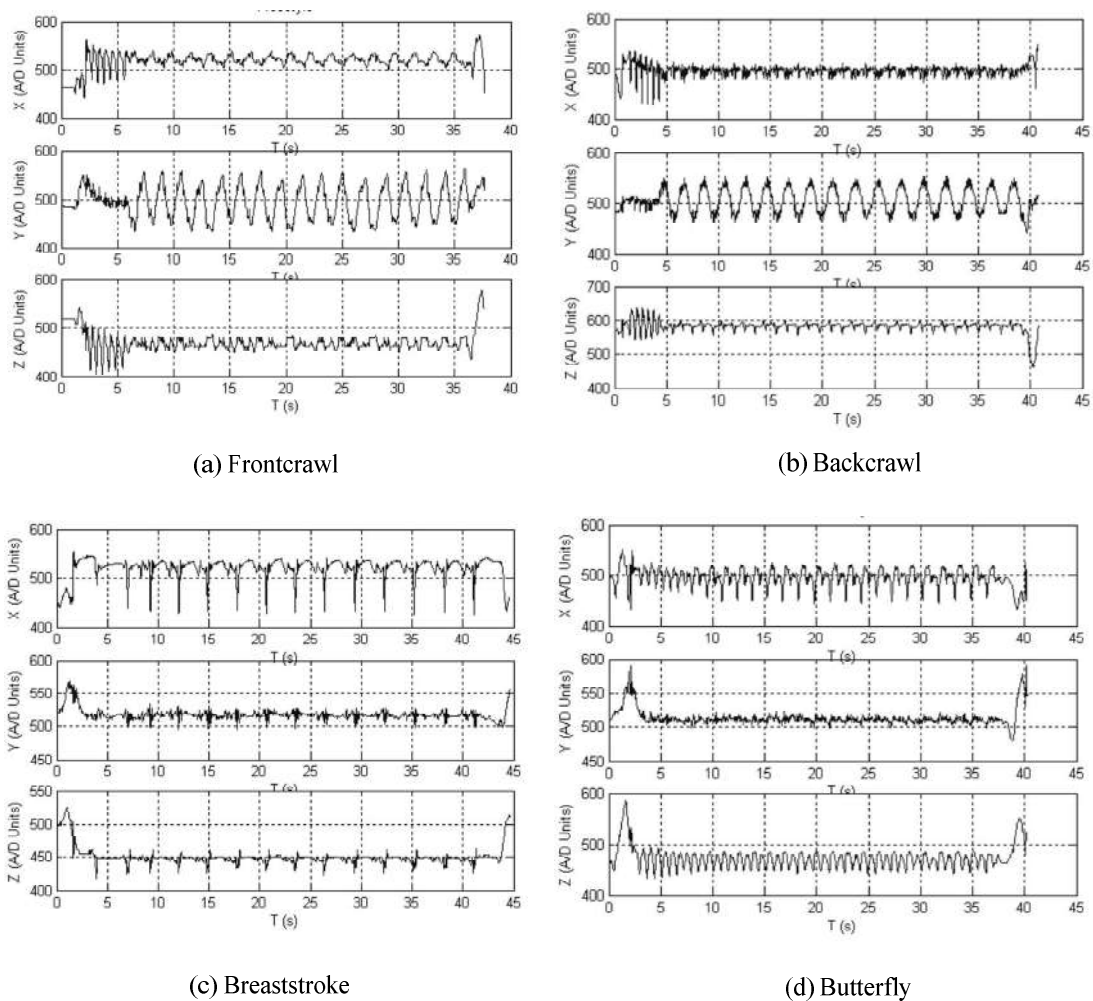 600
500
400
X (A/D Units)
0 5 10 15 20 25 30 35 40
T (s)
600
500
400
Y (A/D Units)
0 5 10 15 20 25 30 35 40
T (s)
600
500
400
Z (A/D Units)
0 5 10 15 20 25 30 35 40
T (s)
(a) Frontcrawl
600
500
400
X (A/D Units)
0 5 10 15 20 25 30 35 40 45
T (s)
600
500
400
Y (A/D Units)
0 5 10 15 20 25 30 35 40 45
T (s)
700
600
500
400
Z (A/D Units)
0 5 10 15 20 25 30 35 40 45
T (s)
(b) Backcrawl
600
500
400
X (A/D Units)
0 5 10 15 20 25 30 35 40 45
T (s)
600
550
500
450
Y (A/D Units)
0 5 10 15 20 25 30 35 40 45
T (s)
550
500
450
400
Z (A/D Units)
0 5 10 15 20 25 30 35 40 45
T (s)
(c) Breaststroke
600
500
400
X (A/D Units)
0 5 10 15 20 25 30 35 40 45
T (s)
600
550
500
450
Y (A/D Units)
0 5 10 15 20 25 30 35 40 45
T (s)
600
500
400
Z (A/D Units)
0 5 10 15 20 25 30 35 40 45
T (s)
(d) Butterfly